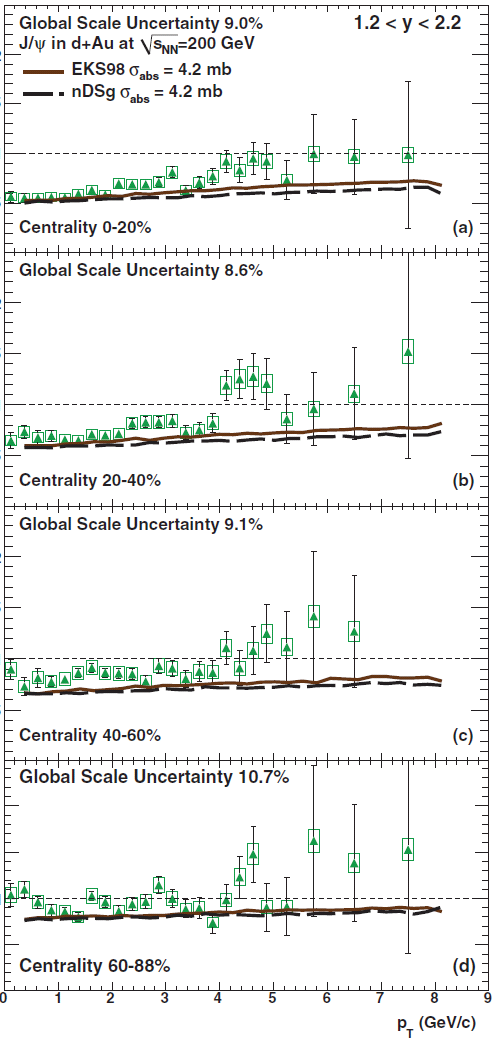 Global Scale Uncertainty 9.0% 1.2 < y < 2.2
J/ψ in d+Au at √sNN=200 GeV
EKS98 σabs = 4.2 mb
nDSg σabs = 4.2 mb
Centrality 0-20% (a)
Global Scale Uncertainty 8.6%
Centrality 20-40% (b)
Global Scale Uncertainty 9.1%
Centrality 40-60% (c)
Global Scale Uncertainty 10.7%
Centrality 60-88% (d)
0 1 2 3 4 5 6 7 8 9
pT (GeV/c)